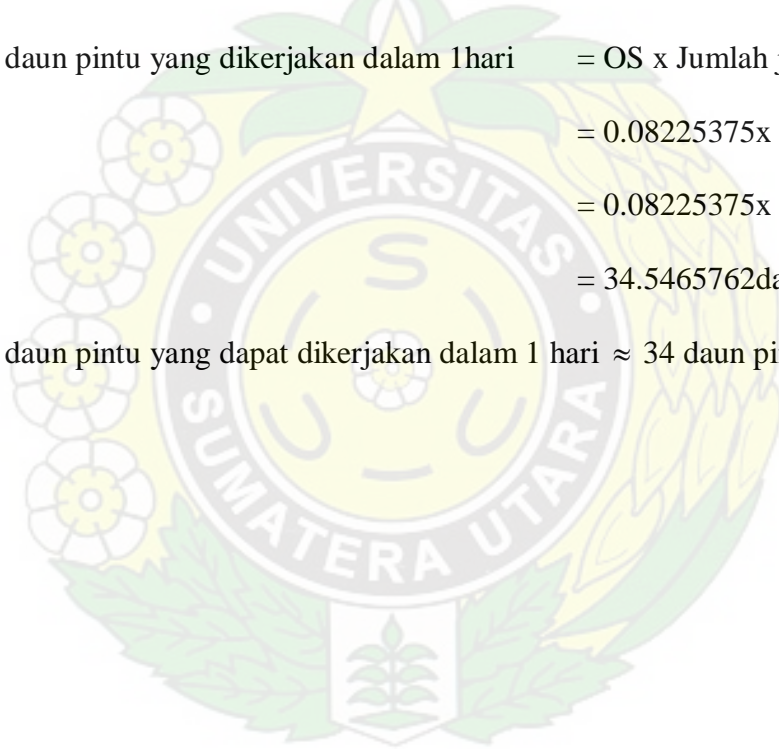 daun pintu yang dikerjakan dalam 1hari = OS x Jumlah
= 0.08225375x
= 0.08225375x
= 34.5465762da
daun pintu yang dapat dikerjakan dalam 1 hari ≈ 34 daun pi
UNIVERSITAS
S
U U
SUMATERA UTARA